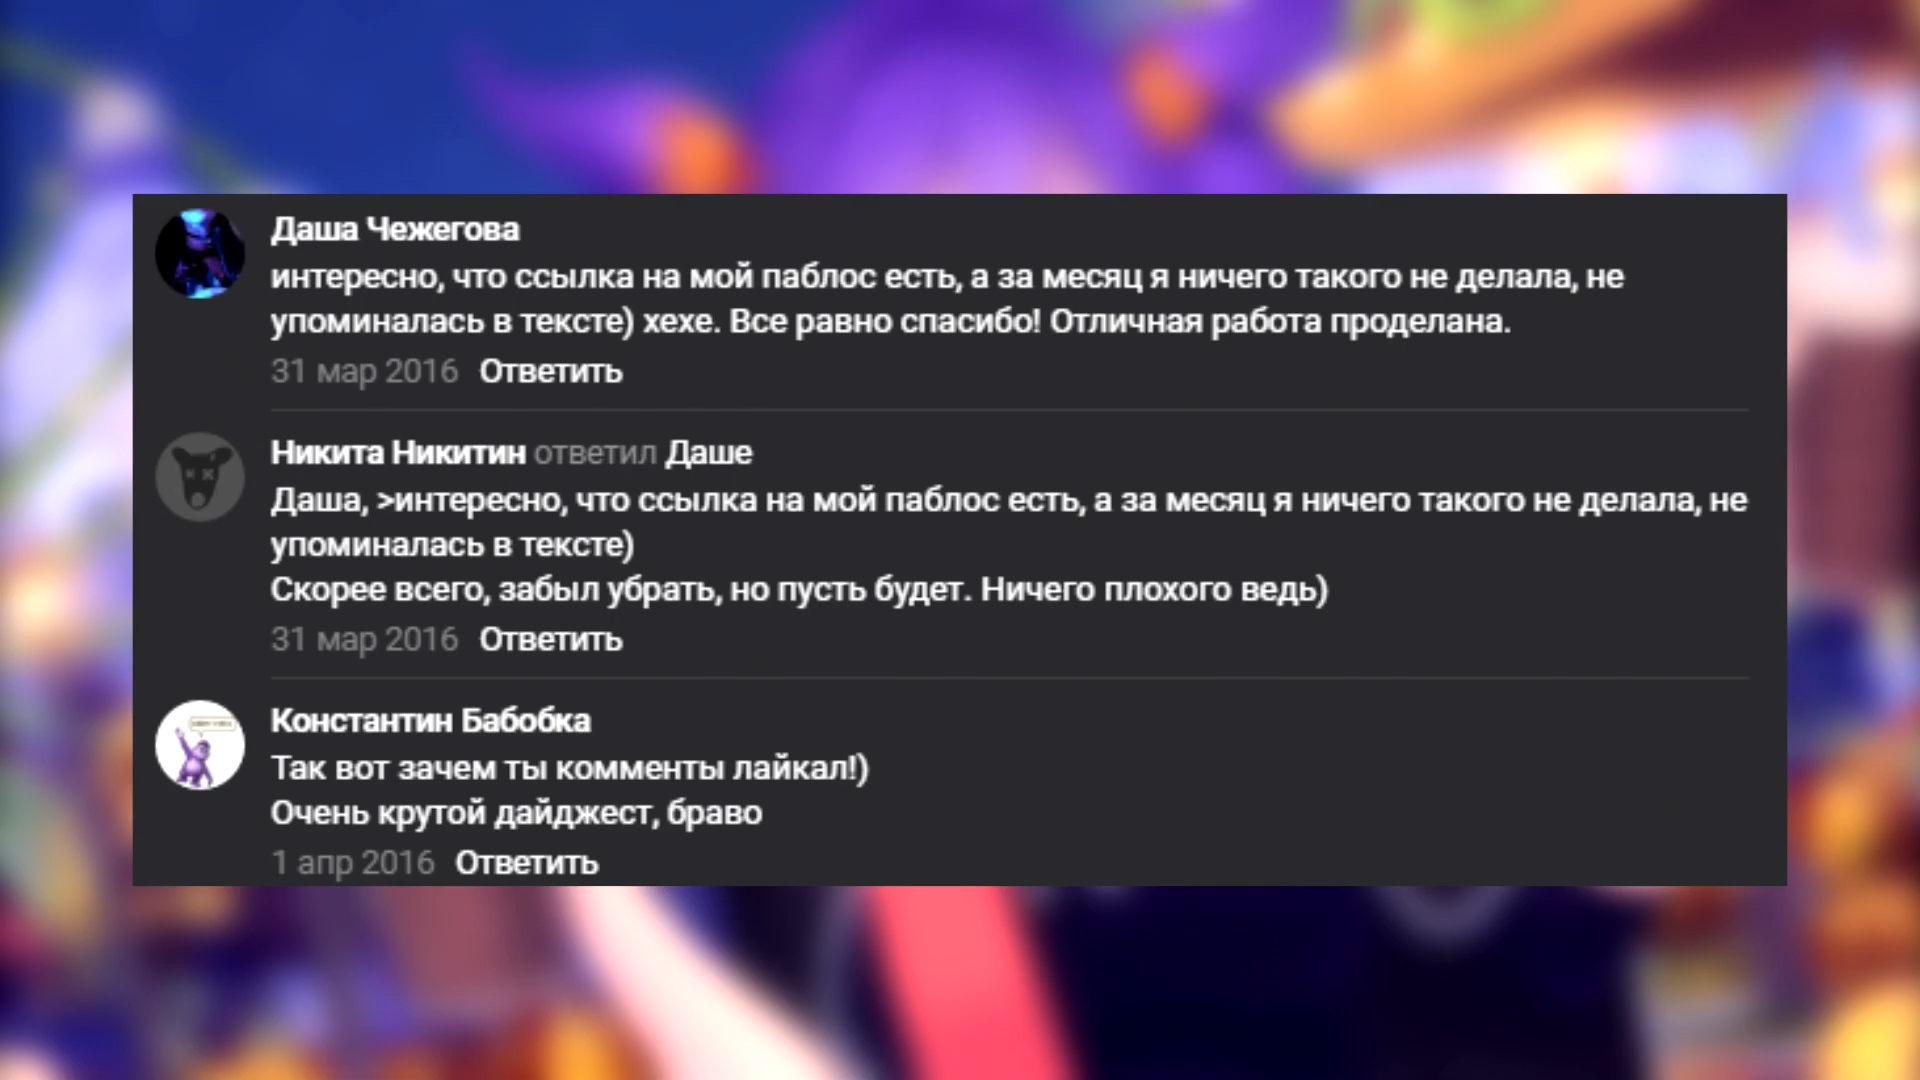 Даша Чежегова
интересно, что ссылка на мой паблос есть, а за месяц я ничего такого не делала, не
упоминалась в тексте) хехе. Все равно спасибо! Отличная работа проделана.
31 мар 2016 Ответить
Никита Никитин ответил Даше
Даша, >интересно, что ссылка на мой паблос есть, а за месяц я ничего такого не делала, не
упоминалась в тексте)
Скорее всего, забыл убрать, но пусть будет. Ничего плохого ведь)
31 мар 2016 Ответить
Константин Бабобка
Так вот зачем ты комменты лайкал!)
Очень крутой дайджест, браво
1 апр 2016 Ответить